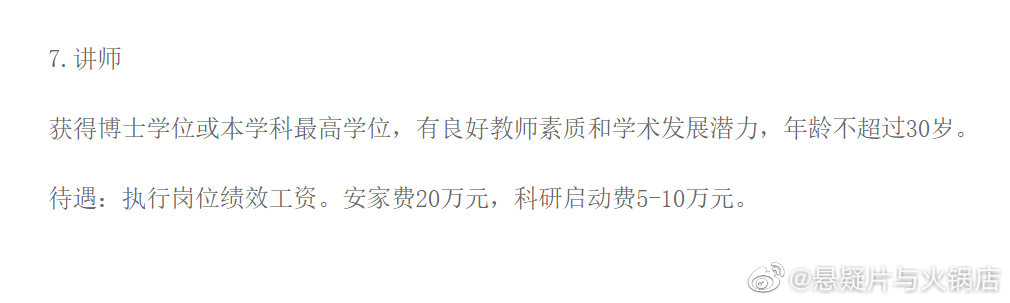 7.讲师
获得博士学位或本学科最高学位，有良好教师素质和学术发展潜力，年龄不超过30岁。
待遇：执行岗位绩效工资。安家费20万元，科研启动费5-10万元。
@悬疑片与火锅店